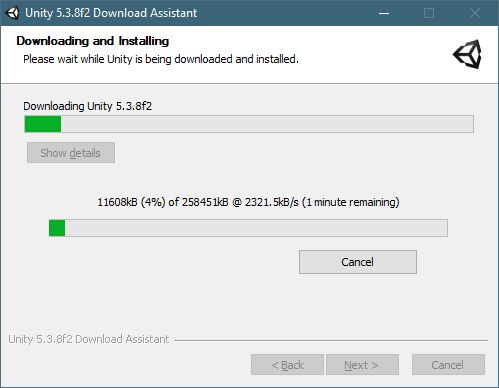 Unity 5.3.8f2 Download Assistant
Downloading and Installing
Please wait while Unity is being downloaded and installed.
Downloading Unity 5.3.8f2
Show details
11608kB (4%) of 258451kB @ 2321.5kB/s (1 minute remaining)
Cancel
Unity 5.3.8f2 Download Assistant
< Back Next > Cancel